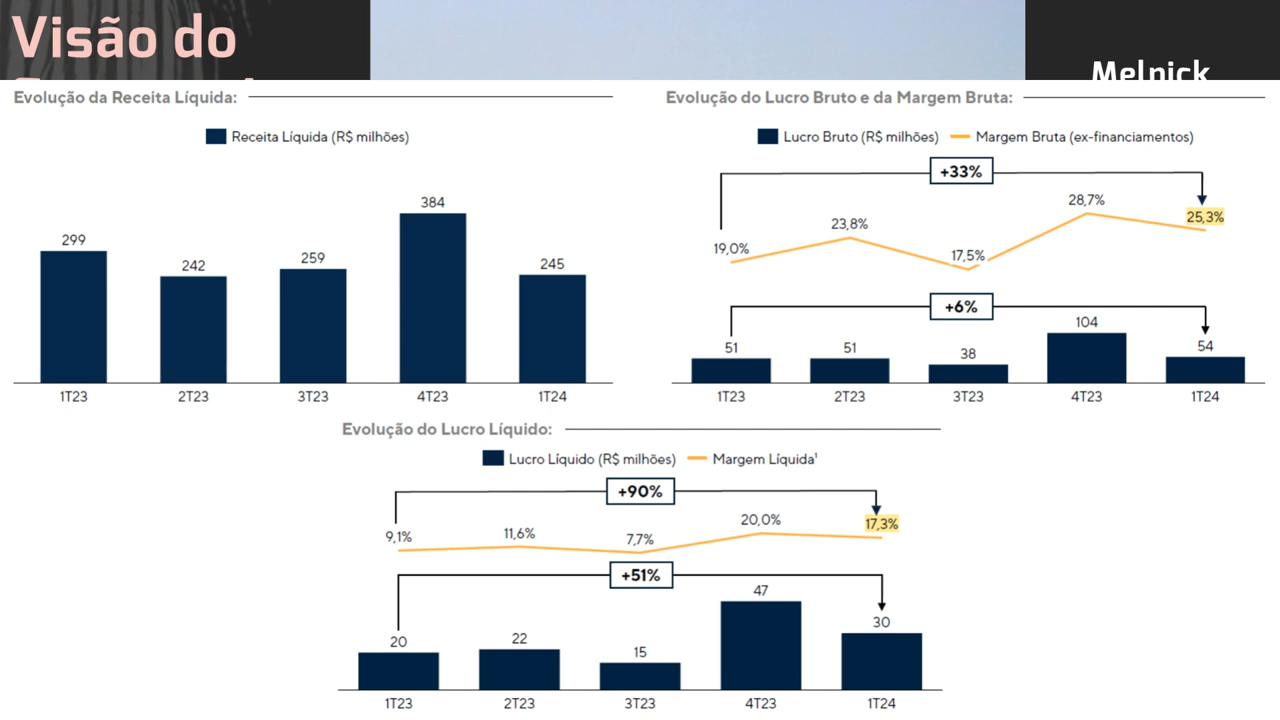 Visão do
Melnick
Evolução da Receita Líquida:
Receita Líquida (R$ milhões)
299
242
259
384
245
1T23
2T23
3T23
4T23
1T24
Evolução do Lucro Bruto e da Margem Bruta:
Lucro Bruto (R$ milhões)
Margem Bruta (ex-financiamentos)
+33%
19,0%
23,8%
17,5%
28,7%
25,3%
+6%
51
51
38
104
54
1T23
2T23
3T23
4T23
1T24
Evolução do Lucro Líquido:
Lucro Líquido (R$ milhões)
Margem Líquida¹
+90%
9,1%
11,6%
7,7%
20,0%
17,3%
+51%
20
22
15
47
30
1T23
2T23
3T23
4T23
1T24